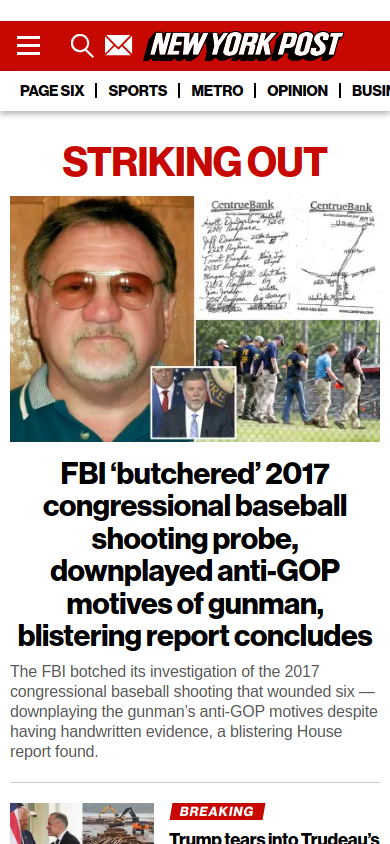 NEW YORK POST
PAGE SIX | SPORTS | METRO | OPINION | BUSI
STRIKING OUT
CentrueBank CentrueBank
FBI ‘butchered’ 2017
congressional baseball
shooting probe,
downplayed anti-GOP
motives of gunman,
blistering report concludes
The FBI botched its investigation of the 2017
congressional baseball shooting that wounded six —
downplaying the gunman’s anti-GOP motives despite
having handwritten evidence, a blistering House
report found.
BREAKING
Trump tears into Trudeau’s